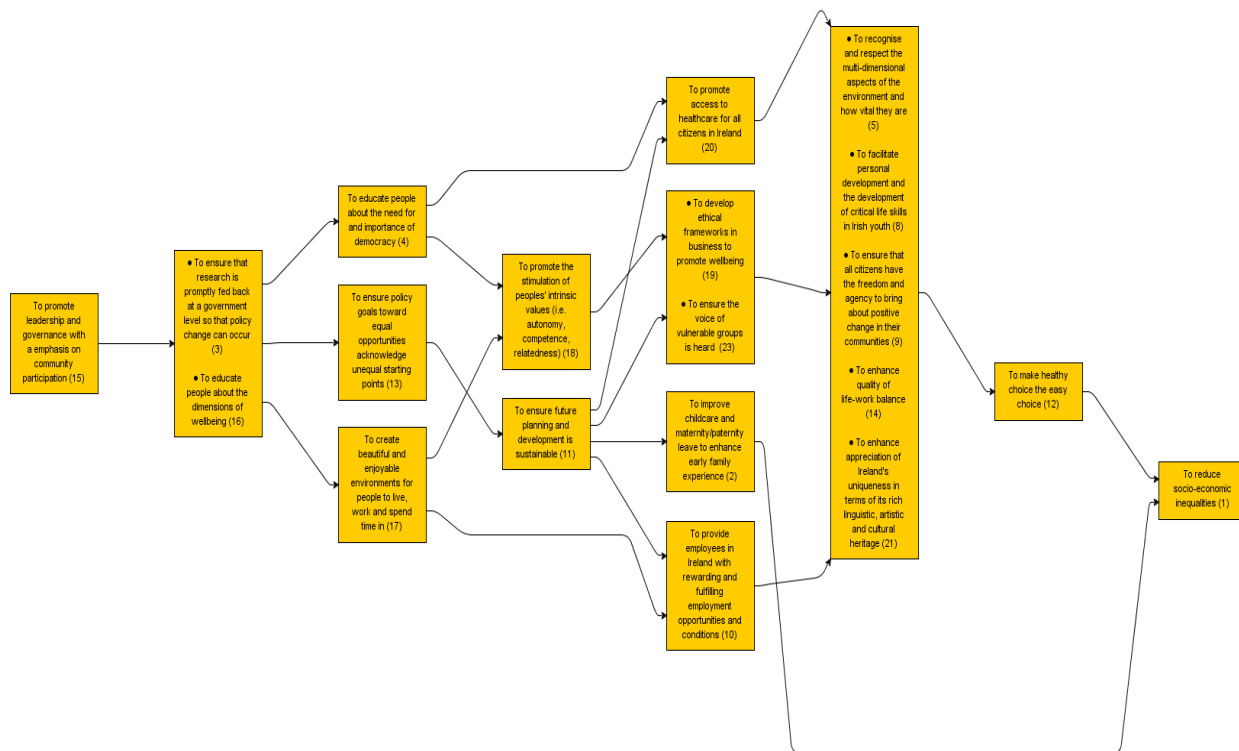 To promote
leadership and
governance with
a emphasis on
community
participation (15)
● To ensure that
research is
promptly fed back
at a government
level so that policy
change can occur
(3)
● To educate
people about the
dimensions of
wellbeing (16)
To educate people
about the need for
and importance of
democracy (4)
To ensure policy
goals toward
equal
opportunities
acknowledge
unequal starting
points (13)
To create
beautiful and
enjoyable
environments for
people to live,
work and spend
time in (17)
To promote the
stimulation of
peoples' intrinsic
values (i.e.
autonomy,
competence,
relatedness) (18)
To ensure future
planning and
development is
sustainable (11)
To promote
access to
healthcare for all
citizens in Ireland
(20)
● To develop
ethical
frameworks in
business to
promote wellbeing
(19)
● To ensure the
voice of
vulnerable groups
is heard (23)
To improve
childcare and
maternity/paternity
leave to enhance
early family
experience (2)
To provide
employees in
Ireland with
rewarding and
fulfilling
employment
opportunities and
conditions (10)
● To recognise
and respect the
multi-dimensional
aspects of the
environment and
how vital they are
(5)
● To facilitate
personal
development and
the development
of critical life skills
in Irish youth (8)
● To ensure that
all citizens have
the freedom and
agency to bring
about positive
change in their
communities (9)
● To enhance
quality of
life-work balance
(14)
● To enhance
appreciation of
Ireland's
uniqueness in
terms of its rich
linguistic, artistic
and cultural
heritage (21)
To make healthy
choice the easy
choice (12)
To reduce
socio-economic
inequalities (1)